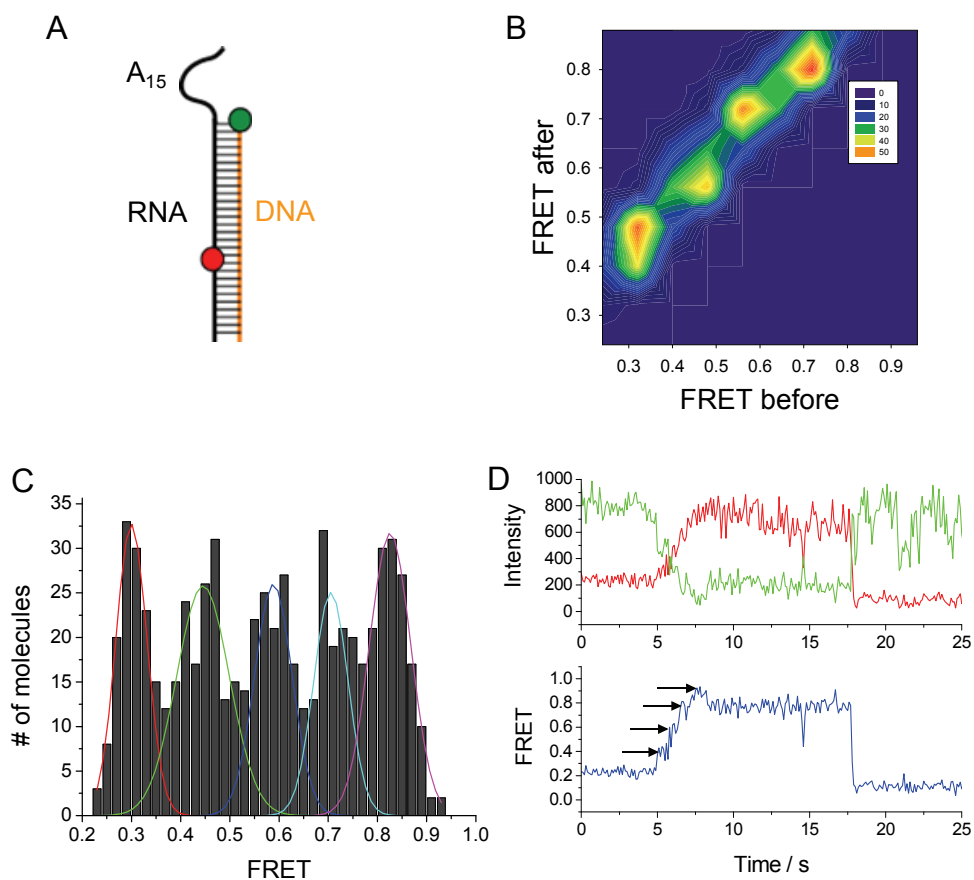 A
A15
RNA
DNA
B
FRET after
0.8
0.7
0.6
0.5
0.4
0.3
0
10
20
30
40
50
0.3 0.4 0.5 0.6 0.7 0.8 0.9
FRET before
C
# of molecules
35
30
25
20
15
10
5
0
0.2 0.3 0.4 0.5 0.6 0.7 0.8 0.9 1.0
FRET
D
Intensity
1000
800
600
400
200
0
0 5 10 15 20 25
FRET
1.0
0.8
0.6
0.4
0.2
0.0
0 5 10 15 20 25
Time / s